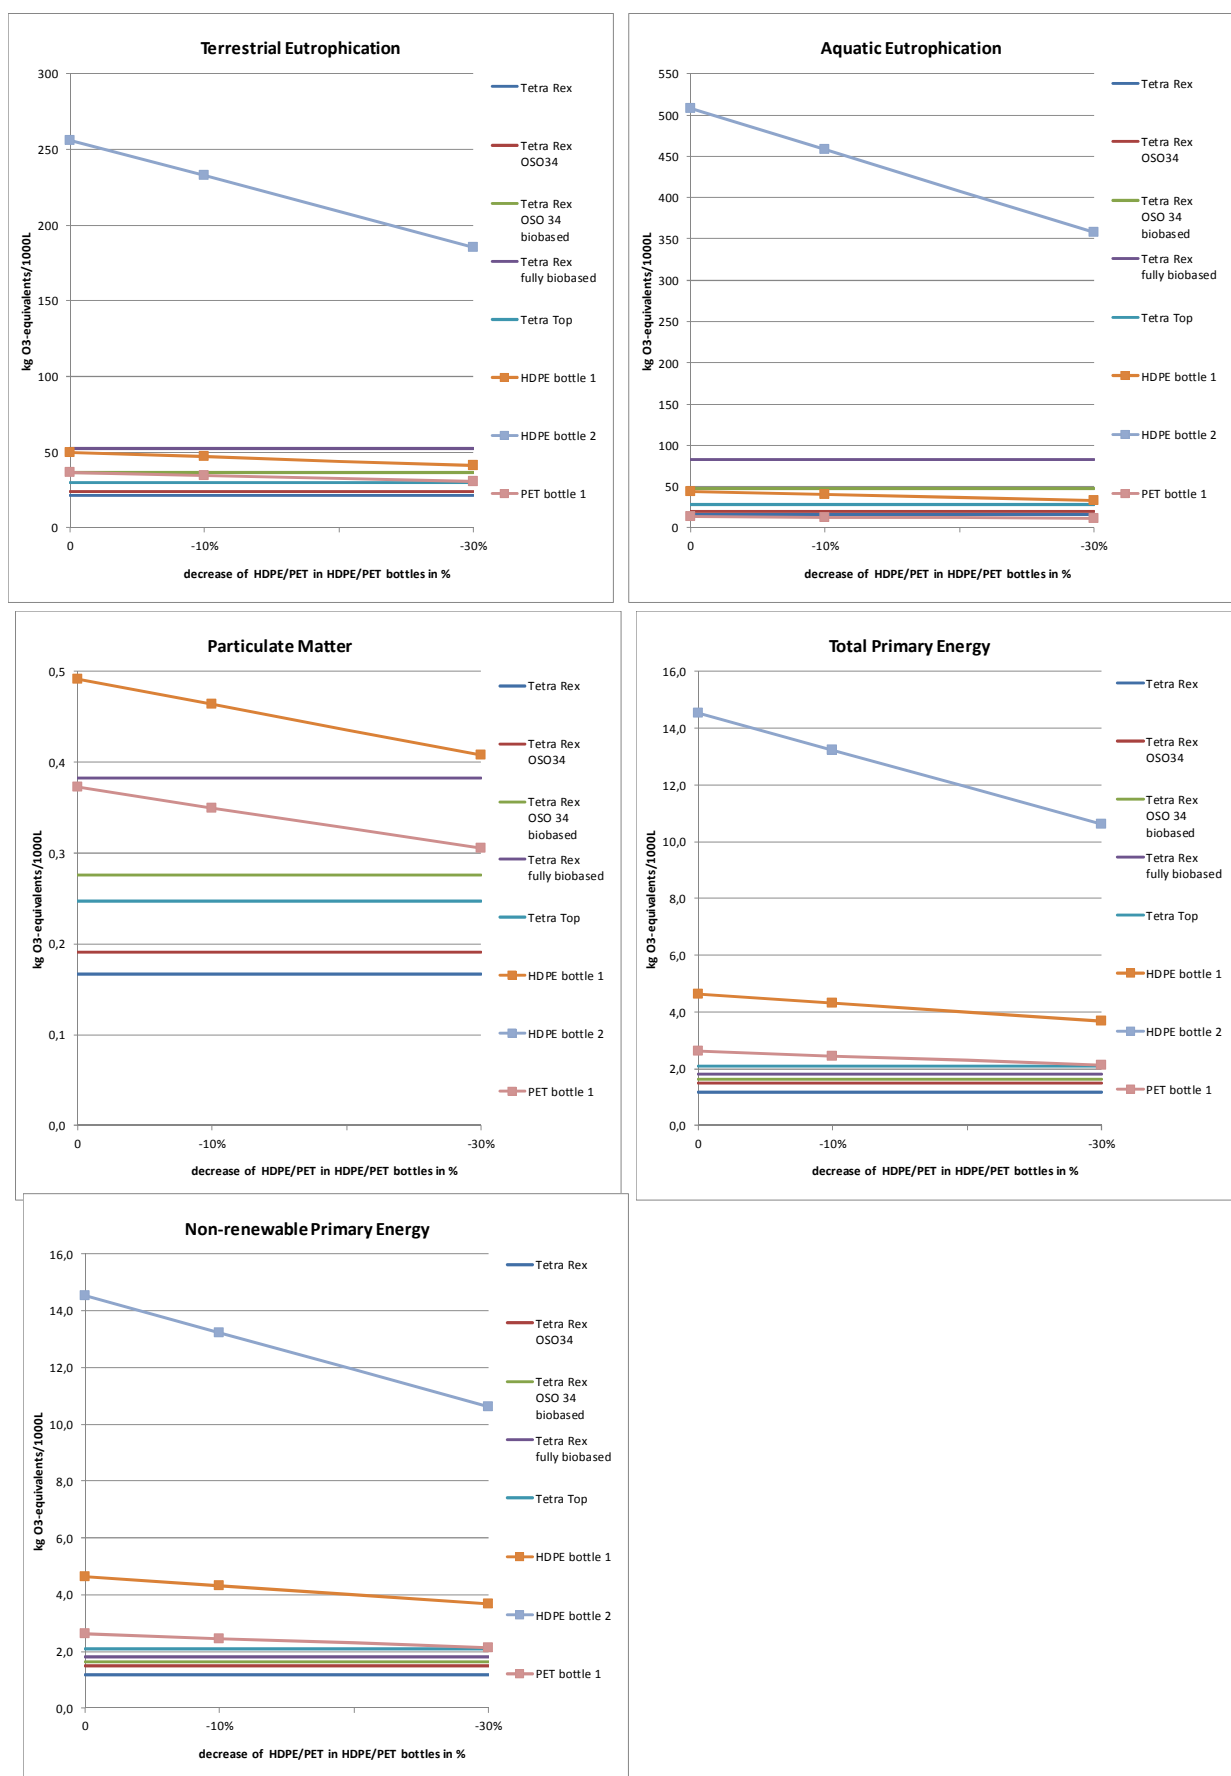 Terrestrial Eutrophication
kg O3-equivalents/1000L
300
250
200
150
100
50
0
0
-10%
-30%
decrease of HDPE/PET in HDPE/PET bottles in %
Tetra Rex
Tetra Rex
OSO34
Tetra Rex
OSO 34
biobased
Tetra Rex
fully biobased
Tetra Top
HDPE bottle 1
HDPE bottle 2
PET bottle 1
Aquatic Eutrophication
kg O3-equivalents/1000L
550
500
450
400
350
300
250
200
150
100
50
0
0
-10%
-30%
decrease of HDPE/PET in HDPE/PET bottles in %
Tetra Rex
Tetra Rex
OSO34
Tetra Rex
OSO 34
biobased
Tetra Rex
fully biobased
Tetra Top
HDPE bottle 1
HDPE bottle 2
PET bottle 1
Particulate Matter
kg O3-equivalents/1000L
0,5
0,4
0,3
0,2
0,1
0,0
0
-10%
-30%
decrease of HDPE/PET in HDPE/PET bottles in %
Tetra Rex
Tetra Rex
OSO34
Tetra Rex
OSO 34
biobased
Tetra Rex
fully biobased
Tetra Top
HDPE bottle 1
HDPE bottle 2
PET bottle 1
Total Primary Energy
kg O3-equivalents/1000L
16,0
14,0
12,0
10,0
8,0
6,0
4,0
2,0
0,0
0
-10%
-30%
decrease of HDPE/PET in HDPE/PET bottles in %
Tetra Rex
Tetra Rex
OSO34
Tetra Rex
OSO 34
biobased
Tetra Rex
fully biobased
Tetra Top
HDPE bottle 1
HDPE bottle 2
PET bottle 1
Non-renewable Primary Energy
kg O3-equivalents/1000L
16,0
14,0
12,0
10,0
8,0
6,0
4,0
2,0
0,0
0
-10%
-30%
decrease of HDPE/PET in HDPE/PET bottles in %
Tetra Rex
Tetra Rex
OSO34
Tetra Rex
OSO 34
biobased
Tetra Rex
fully biobased
Tetra Top
HDPE bottle 1
HDPE bottle 2
PET bottle 1